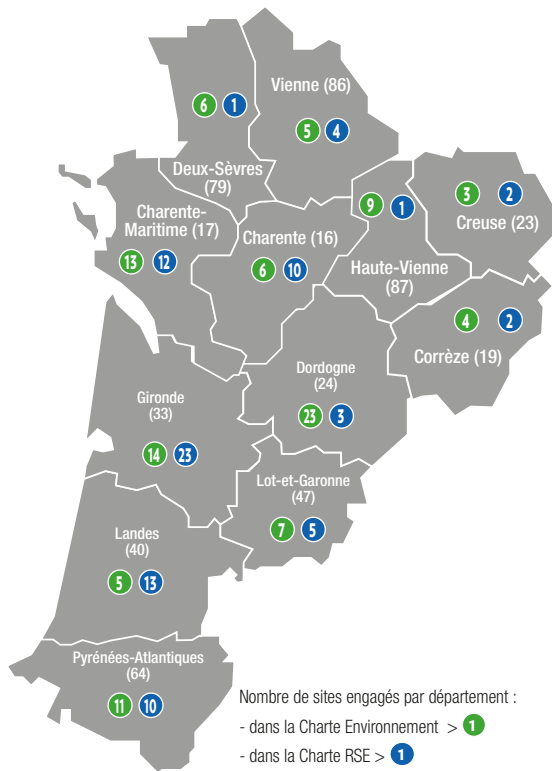 Vienne (86)
6 1
5 4
Deux-Sèvres
(79)
9 1
3 2
Creuse (23)
Charente-
Maritime (17)
13 12
Charente (16)
6 10
Haute-Vienne
(87)
4 2
Corrèze (19)
Dordogne
(24)
23 3
Gironde
(33)
14 23
Lot-et-Garonne
(47)
7 5
Landes
(40)
5 13
Pyrénées-Atlantiques
(64)
11 10
Nombre de sites engagés par département :
- dans la Charte Environnement > 1
- dans la Charte RSE > 1